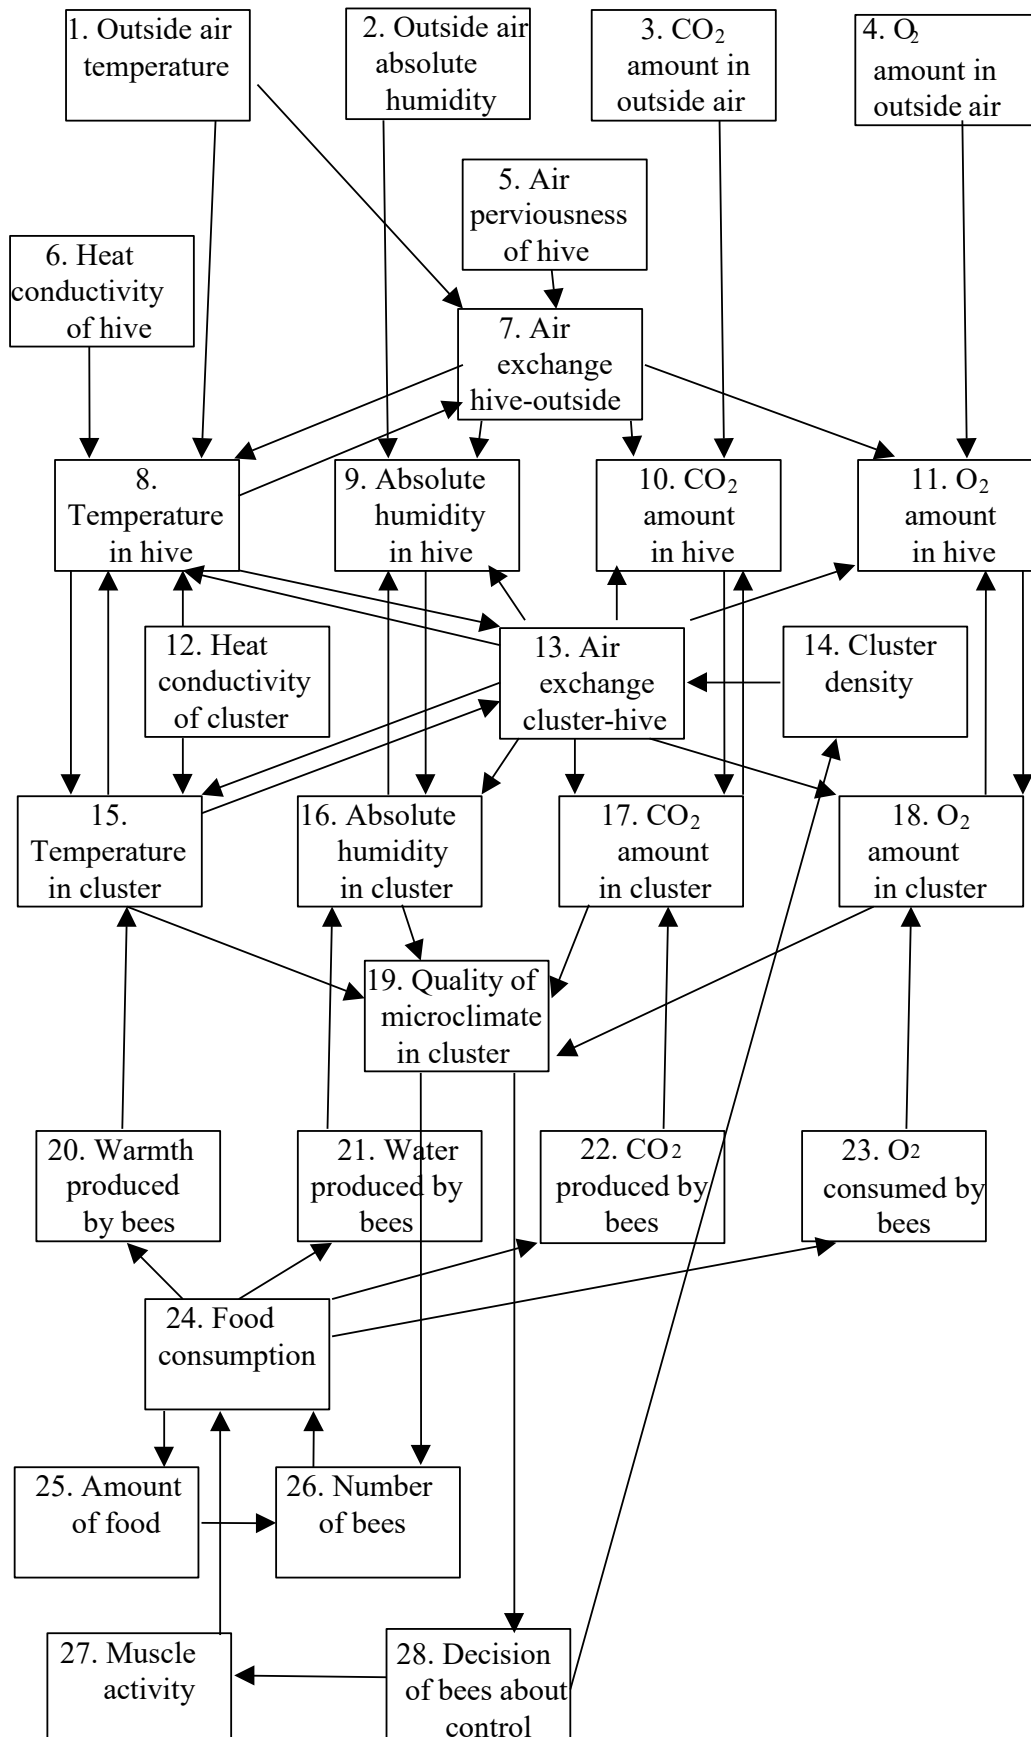 1. Outside air
temperature
2. Outside air
absolute
humidity
3. CO₂
amount in
outside air
4. O₂
amount in
outside air
5. Air
perviousness
of hive
6. Heat
conductivity
of hive
7. Air
exchange
hive-outside
8.
Temperature
in hive
9. Absolute
humidity
in hive
10. CO₂
amount
in hive
11. O₂
amount
in hive
12. Heat
conductivity
of cluster
13. Air
exchange
cluster-hive
14. Cluster
density
15.
Temperature
in cluster
16. Absolute
humidity
in cluster
17. CO₂
amount
in cluster
18. O₂
amount
in cluster
19. Quality of
microclimate
in cluster
20. Warmth
produced
by bees
21. Water
produced by
bees
22. CO₂
produced by
bees
23. O₂
consumed by
bees
24. Food
consumption
25. Amount
of food
26. Number
of bees
27. Muscle
activity
28. Decision
of bees about
control